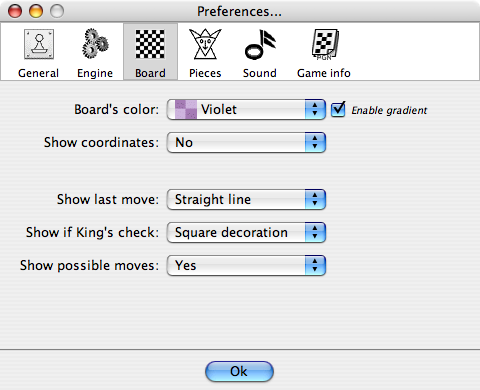 Preferences...
General Engine Board Pieces Sound Game info
PGN
Board's color: Violet Enable gradient
Show coordinates: No
Show last move: Straight line
Show if King's check: Square decoration
Show possible moves: Yes
Ok